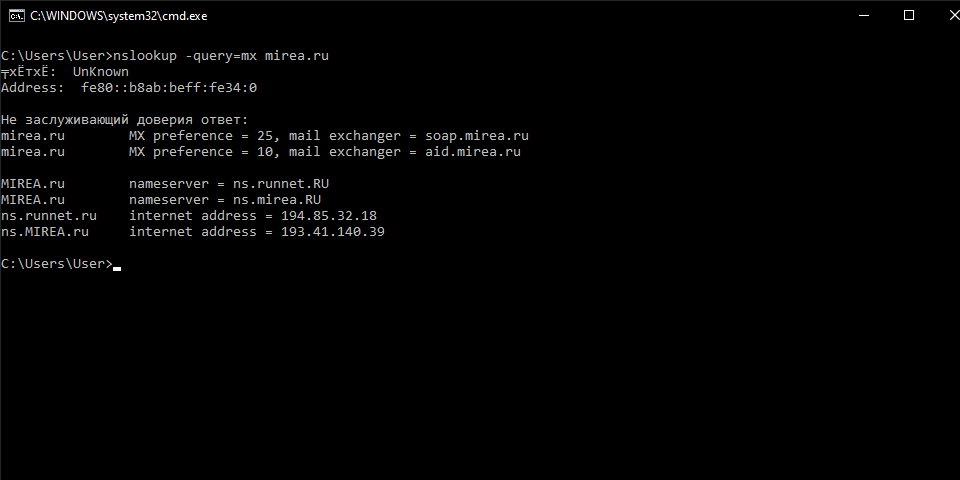 C:\WINDOWS\system32\cmd.exe
C:\Users\User>nslookup -query=mx mirea.ru
╤хЁтхЁ:  UnKnown
Address:  fe80::b8ab:beff:fe34:0
Не заслуживающий доверия ответ:
mirea.ru        MX preference = 25, mail exchanger = soap.mirea.ru
mirea.ru        MX preference = 10, mail exchanger = aid.mirea.ru
MIREA.ru        nameserver = ns.runnet.RU
MIREA.ru        nameserver = ns.mirea.RU
ns.runnet.ru    internet address = 194.85.32.18
ns.MIREA.ru     internet address = 193.41.140.39
C:\Users\User>